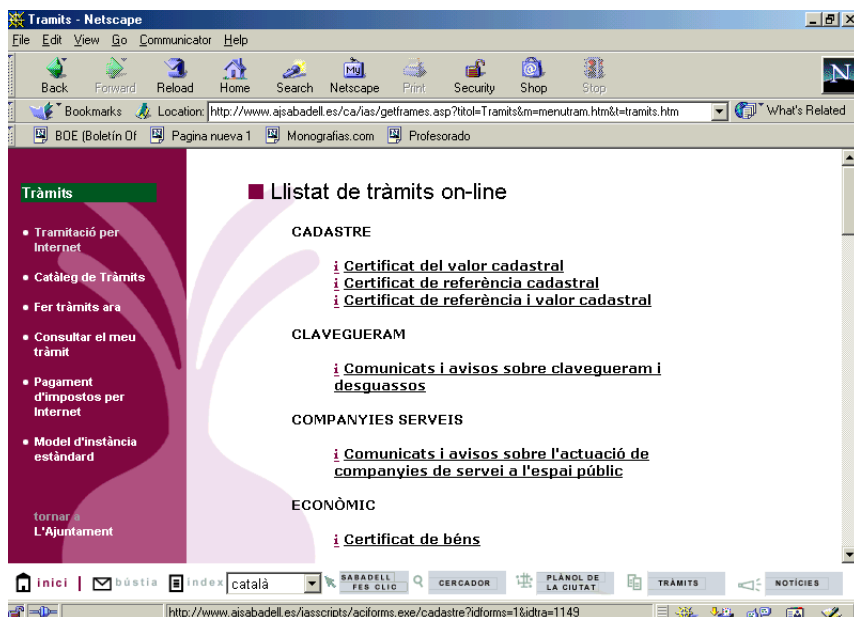 Tramits - Netscape
File Edit View Go Communicator Help
Back Forward Reload Home Search Netscape Print Security Shop Stop
My
N
Bookmarks Location: http://www.ajsabadell.es/ca/ias/getframes.asp?titol=Tramits&m=menutram.htm&t=tramits.htm What's Related
BOE (Boletín Of Pagina nueva 1 Monografias.com Profesorado
Tràmits
• Tramitació per
Internet
• Catàleg de Tràmits
• Fer tràmits ara
• Consultar el meu
tràmit
• Pagament
d'impostos per
Internet
• Model d'instància
estàndard
tornar a
L'Ajuntament
Llistat de tràmits on-line
CADASTRE
i Certificat del valor cadastral
i Certificat de referència cadastral
i Certificat de referència i valor cadastral
CLAVEGUERAM
i Comunicats i avisos sobre clavegueram i
desguassos
COMPANYIES SERVEIS
i Comunicats i avisos sobre l'actuació de
companyies de servei a l'espai públic
ECONÒMIC
i Certificat de béns
inici | bústia index català SABADELL FES CLIC CERCADOR PLÀNOL DE LA CIUTAT TRÀMITS NOTÍCIES
http://www.ajsabadell.es/iasscripts/aciforms.exe/cadastre?idforms=1&idtra=1149